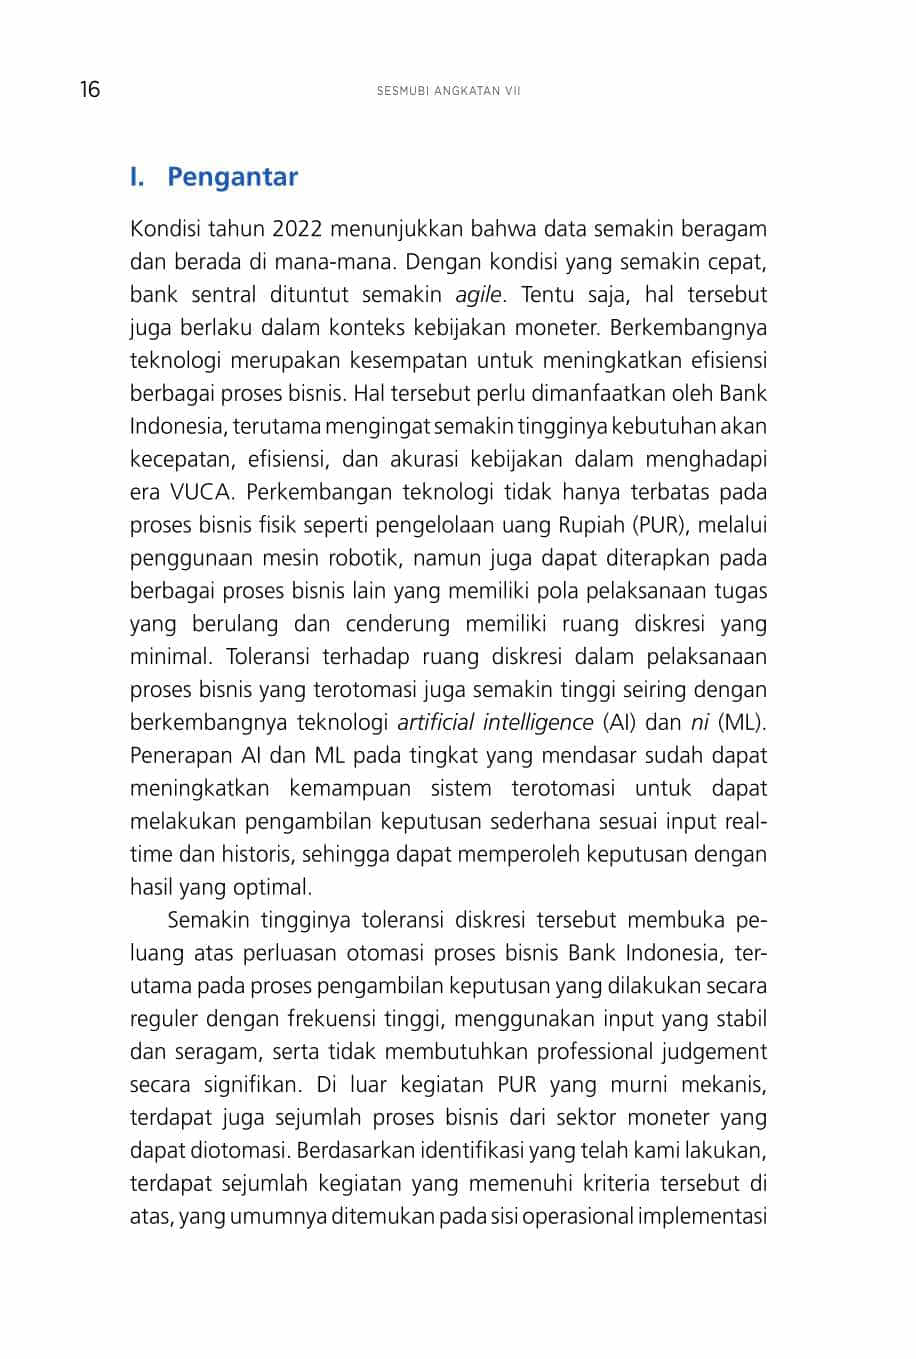 16
SESMUBI ANGKATAN VII
I. Pengantar
Kondisi tahun 2022 menunjukkan bahwa data semakin beragam
dan berada di mana-mana. Dengan kondisi yang semakin cepat,
bank sentral dituntut semakin agile. Tentu saja, hal tersebut
juga berlaku dalam konteks kebijakan moneter. Berkembangnya
teknologi merupakan kesempatan untuk meningkatkan efisiensi
berbagai proses bisnis. Hal tersebut perlu dimanfaatkan oleh Bank
Indonesia, terutama mengingat semakin tingginya kebutuhan akan
kecepatan, efisiensi, dan akurasi kebijakan dalam menghadapi
era VUCA. Perkembangan teknologi tidak hanya terbatas pada
proses bisnis fisik seperti pengelolaan uang Rupiah (PUR), melalui
penggunaan mesin robotik, namun juga dapat diterapkan pada
berbagai proses bisnis lain yang memiliki pola pelaksanaan tugas
yang berulang dan cenderung memiliki ruang diskresi yang
minimal. Toleransi terhadap ruang diskresi dalam pelaksanaan
proses bisnis yang terotomasi juga semakin tinggi seiring dengan
berkembangnya teknologi artificial intelligence (AI) dan ni (ML).
Penerapan AI dan ML pada tingkat yang mendasar sudah dapat
meningkatkan kemampuan sistem terotomasi untuk dapat
melakukan pengambilan keputusan sederhana sesuai input real-
time dan historis, sehingga dapat memperoleh keputusan dengan
hasil yang optimal.
Semakin tingginya toleransi diskresi tersebut membuka pe-
luang atas perluasan otomasi proses bisnis Bank Indonesia, ter-
utama pada proses pengambilan keputusan yang dilakukan secara
reguler dengan frekuensi tinggi, menggunakan input yang stabil
dan seragam, serta tidak membutuhkan professional judgement
secara signifikan. Di luar kegiatan PUR yang murni mekanis,
terdapat juga sejumlah proses bisnis dari sektor moneter yang
dapat diotomasi. Berdasarkan identifikasi yang telah kami lakukan,
terdapat sejumlah kegiatan yang memenuhi kriteria tersebut di
atas, yang umumnya ditemukan pada sisi operasional implementasi